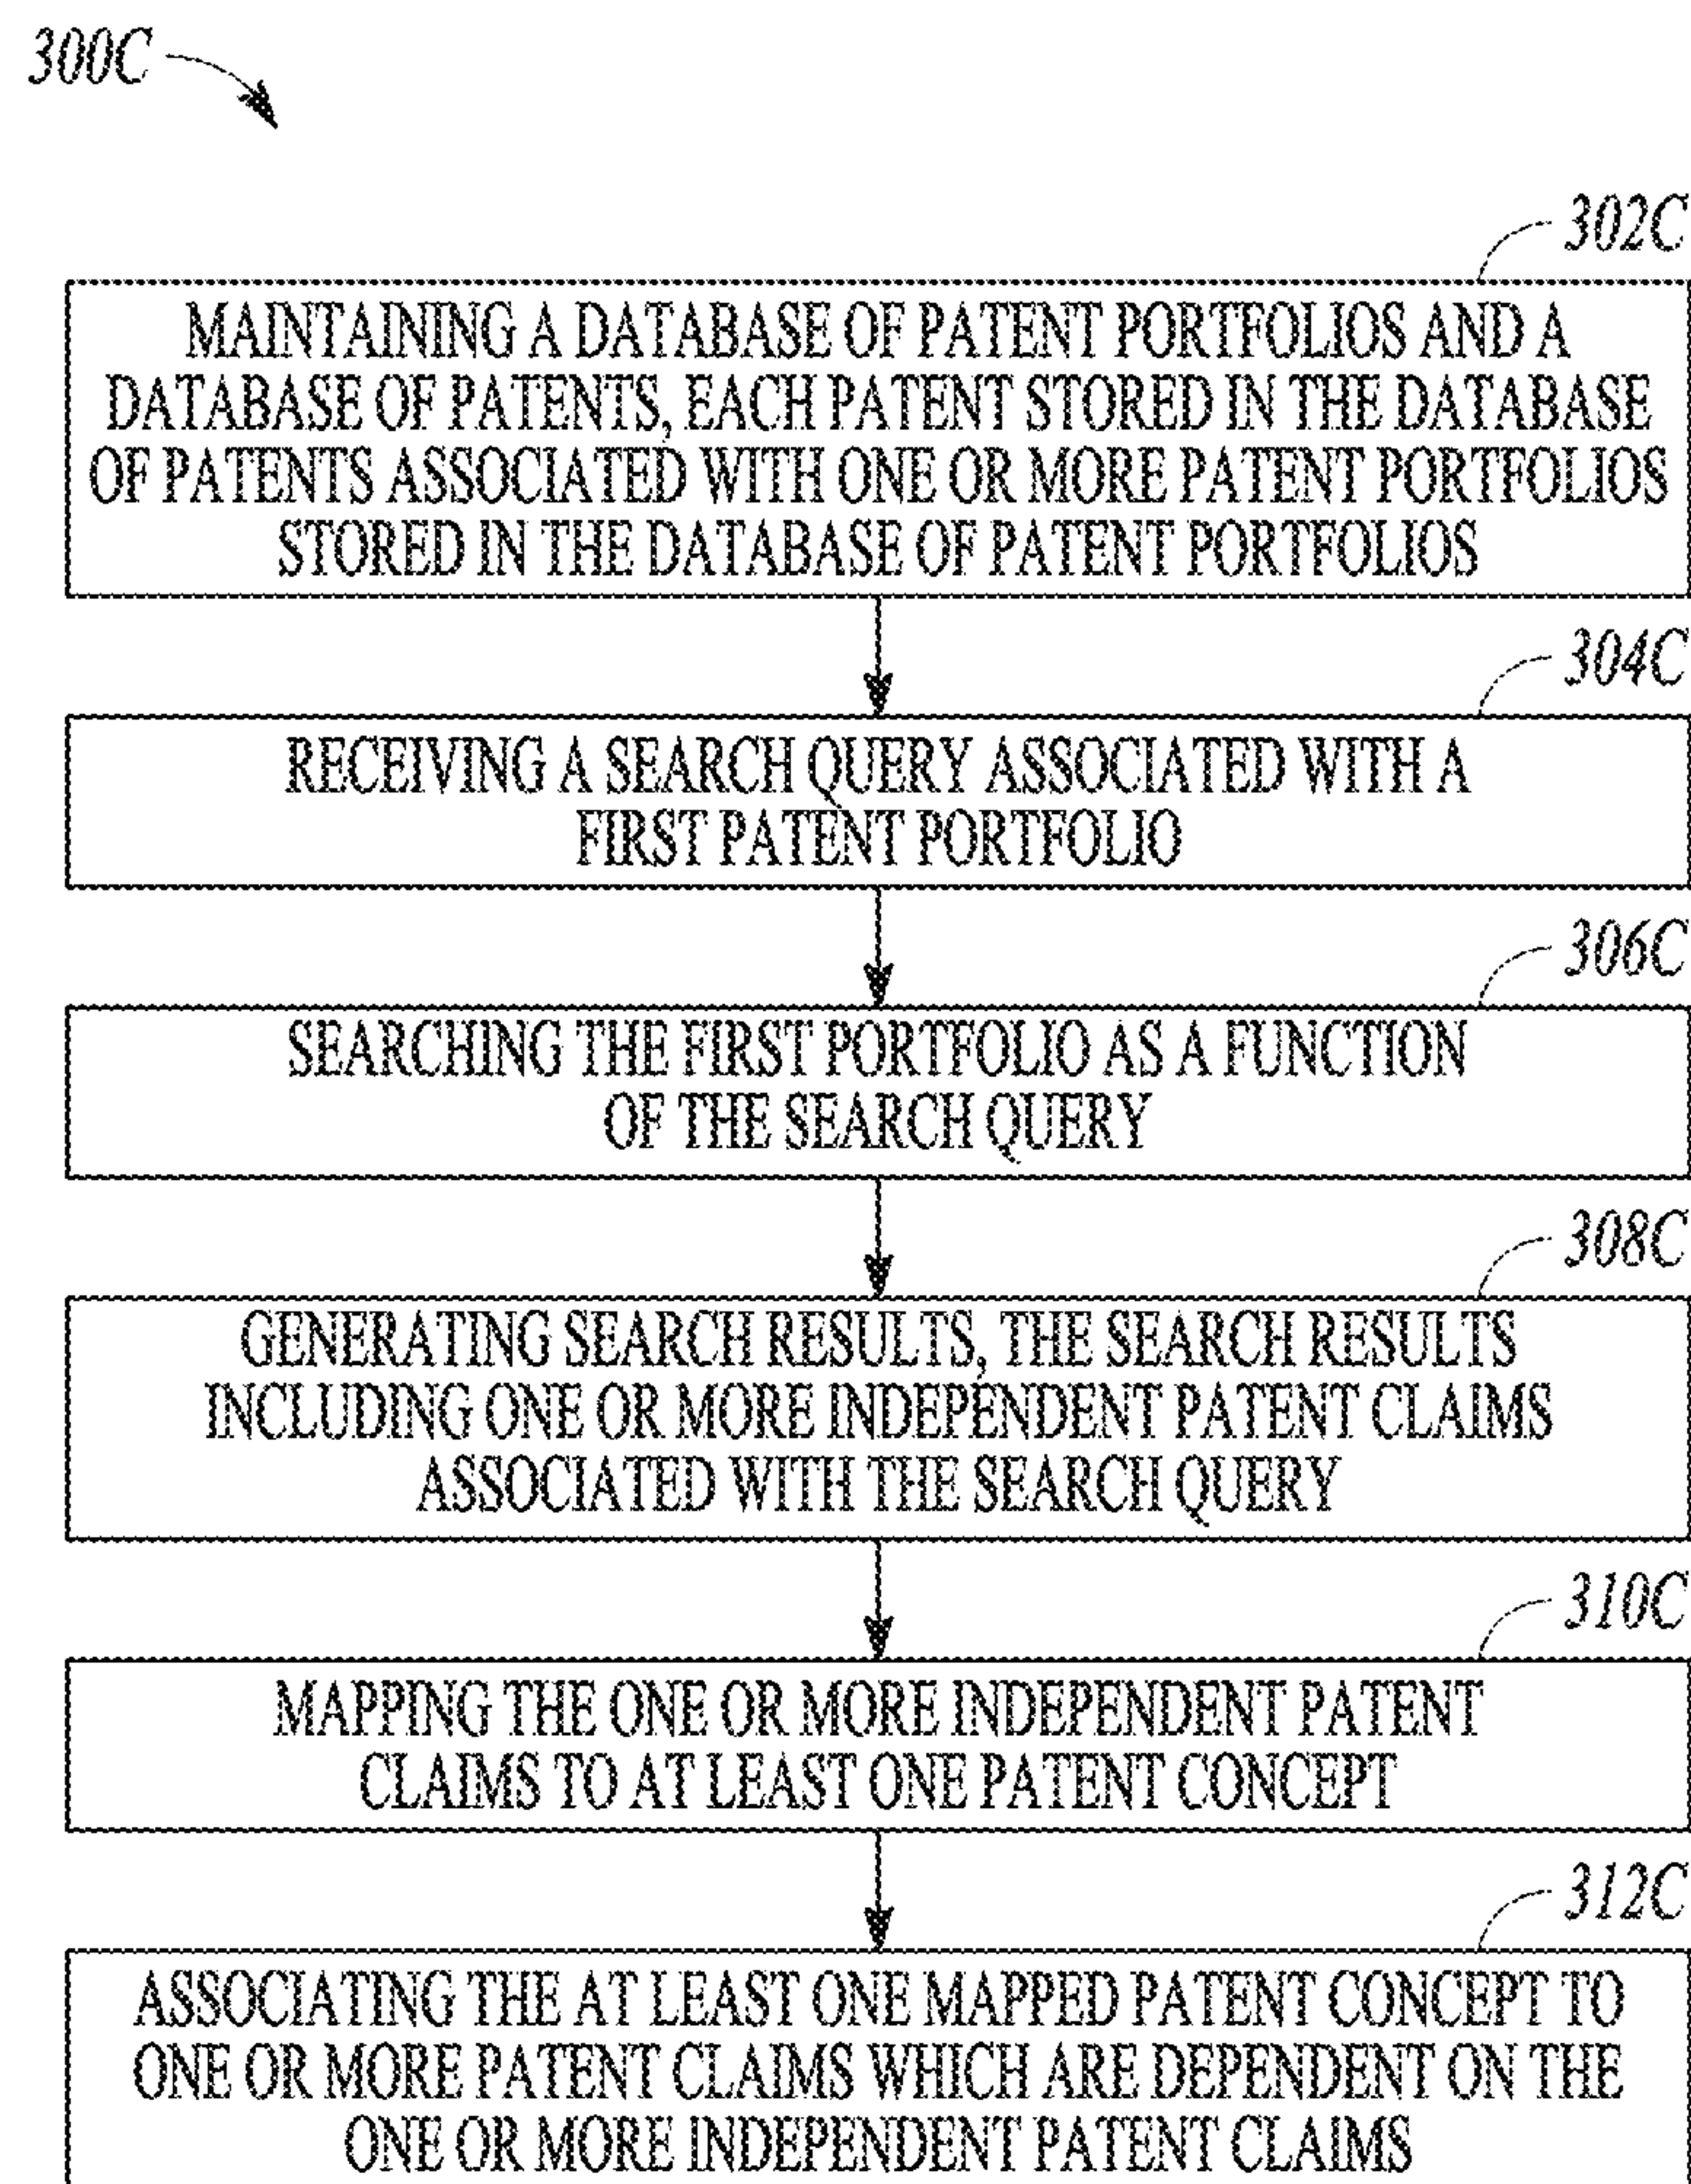 300C
302C
MAINTAINING A DATABASE OF PATENT PORTFOLIOS AND A
DATABASE OF PATENTS, EACH PATENT STORED IN THE DATABASE
OF PATENTS ASSOCIATED WITH ONE OR MORE PATENT PORTFOLIOS
STORED IN THE DATABASE OF PATENT PORTFOLIOS
304C
RECEIVING A SEARCH QUERY ASSOCIATED WITH A
FIRST PATENT PORTFOLIO
306C
SEARCHING THE FIRST PORTFOLIO AS A FUNCTION
OF THE SEARCH QUERY
308C
GENERATING SEARCH RESULTS, THE SEARCH RESULTS
INCLUDING ONE OR MORE INDEPENDENT PATENT CLAIMS
ASSOCIATED WITH THE SEARCH QUERY
310C
MAPPING THE ONE OR MORE INDEPENDENT PATENT
CLAIMS TO AT LEAST ONE PATENT CONCEPT
312C
ASSOCIATING THE AT LEAST ONE MAPPED PATENT CONCEPT TO
ONE OR MORE PATENT CLAIMS WHICH ARE DEPENDENT ON THE
ONE OR MORE INDEPENDENT PATENT CLAIMS